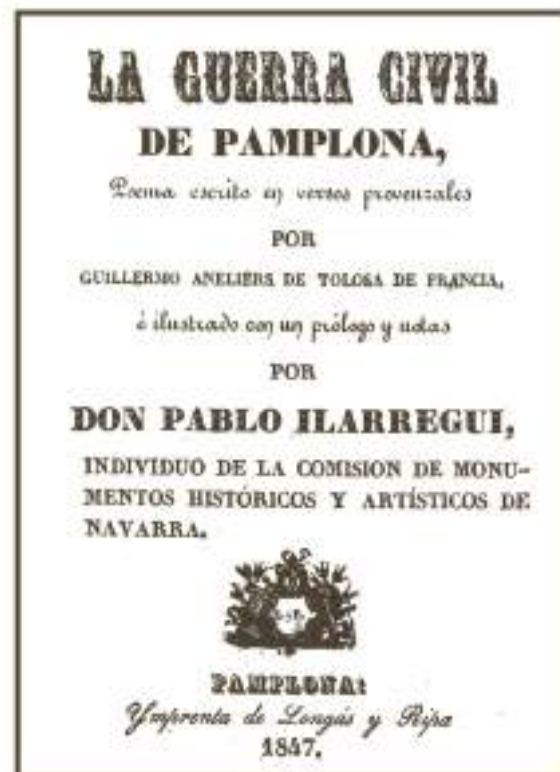 LA GUERRA CIVIL
DE PAMPLONA,
Poema escrito en versos provenzales
POR
GUILLERMO ANELIERS DE TOLOSA DE FRANCIA,
é ilustrado con un prólogo y notas
POR
DON PABLO ILARREGUI,
INDIVIDUO DE LA COMISION DE MONU-
MENTOS HISTÓRICOS Y ARTÍSTICOS DE
NAVARRA.
PAMPLONA:
Ymprenta de Longás y Ripa
1847.